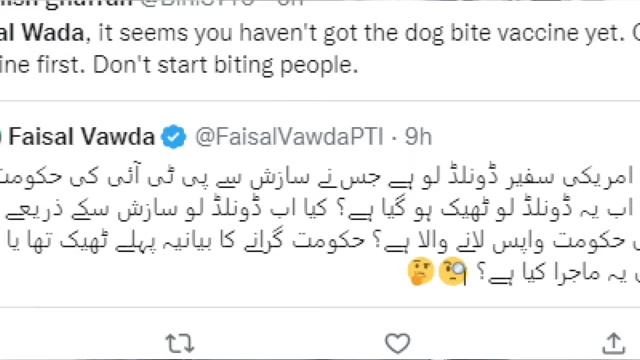 al Wada, it seems you haven't got the dog bite vaccine yet.
ine first. Don't start biting people.
Faisal Vawda @FaisalVawdaPTI · 9h
امریکی سفیر ڈونلڈ لو ہے جس نے سازش سے پی ٹی آئی کی حکومت
اب یہ ڈونلڈ لو ٹھیک ہو گیا ہے؟ کیا اب ڈونلڈ لو سازش سکے ذریعے
حکومت واپس لانے والا ہے؟ حکومت گرانے کا بیانیہ پہلے ٹھیک تھا یا
یہ ماجرا کیا ہے؟ 🧐🤔